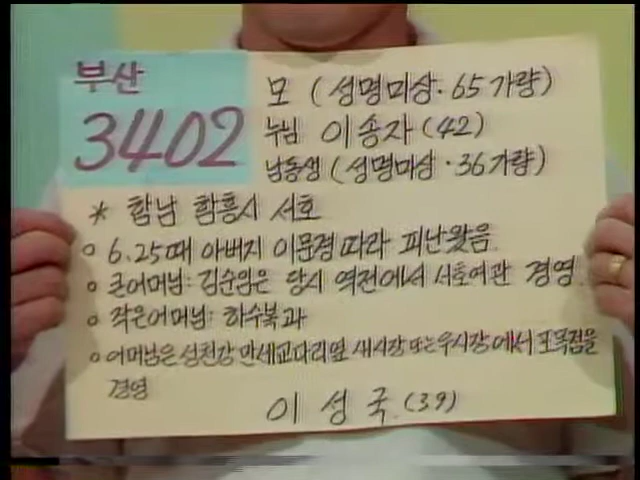 부산
3402
모 (성명미상·65가량)
누님 이송자(42)
남동생 (성명미상·36가량)
* 함남 함흥시 서호
o 6.25때 아버지 이문경따라 피난왔음.
o 큰어머님: 김순임은 당시 역전에서 서호여관 경영.
o 작은어머님: 하수복과
o 어머님은 성천강 만세교다리옆 새시장 또는 우시장에서 포목점을
경영
이성국.(39)